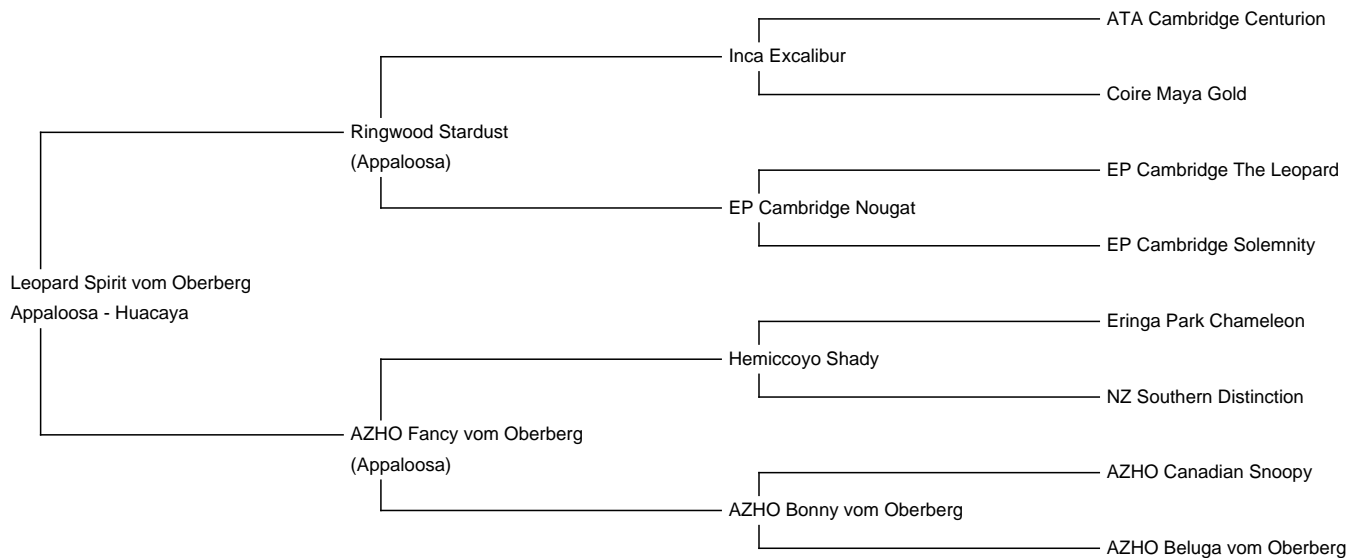 ATA Cambridge Centurion
Inca Excalibur
Coire Maya Gold
Ringwood Stardust
(Appaloosa)
EP Cambridge The Leopard
EP Cambridge Nougat
EP Cambridge Solemnity
Leopard Spirit vom Oberberg
Appaloosa - Huacaya
Eringa Park Chameleon
Hemiccoyo Shady
NZ Southern Distinction
AZHO Fancy vom Oberberg
(Appaloosa)
AZHO Canadian Snoopy
AZHO Bonny vom Oberberg
AZHO Beluga vom Oberberg